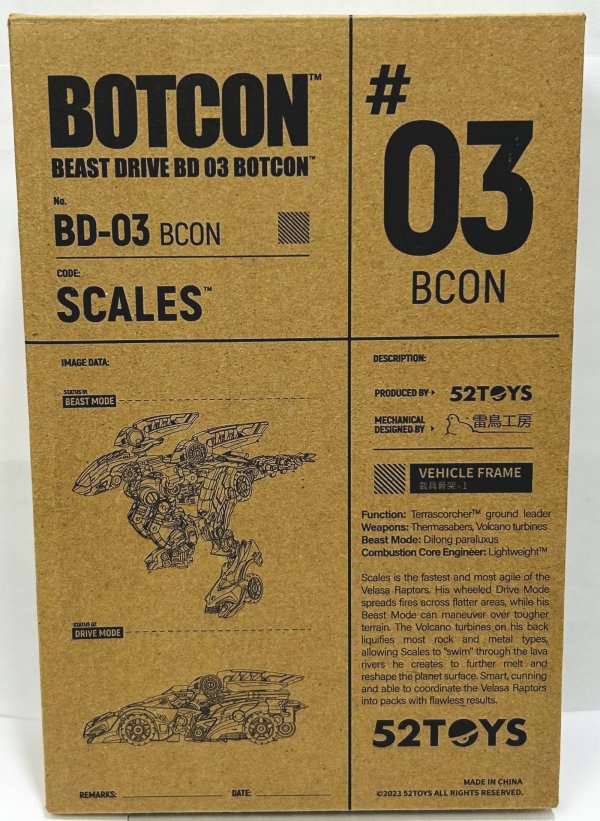 BOTCON™
BEAST DRIVE BD 03 BOTCON™
No.
BD-03 BCON
CODE:
SCALES™
#
03
BCON
IMAGE DATA:
STATUS 01
BEAST MODE
STATUS 02
DRIVE MODE
REMARKS:
DATE:
DESCRIPTION:
PRODUCED BY
52TOYS
MECHANICAL
DESIGNED BY
雷鳥工房
VEHICLE FRAME
載具骨架×1
Function: Terrascorcher™ ground leader
Weapons: Thermasabers, Volcano turbines
Beast Mode: Dilong paraluxus
Combustion Core Engineer: Lightweight™
Scales is the fastest and most agile of the
Velasa Raptors. His wheeled Drive Mode
spreads fires across flatter areas, while his
Beast Mode can maneuver over tougher
terrain. The Volcano turbines on his back
liquifies most rock and metal types,
allowing Scales to "swim" through the lava
rivers he creates to further melt and
reshape the planet surface. Smart, cunning
and able to coordinate the Velasa Raptors
into packs with flawless results.
52TOYS
MADE IN CHINA
©2023 52TOYS ALL RIGHTS RESERVED.